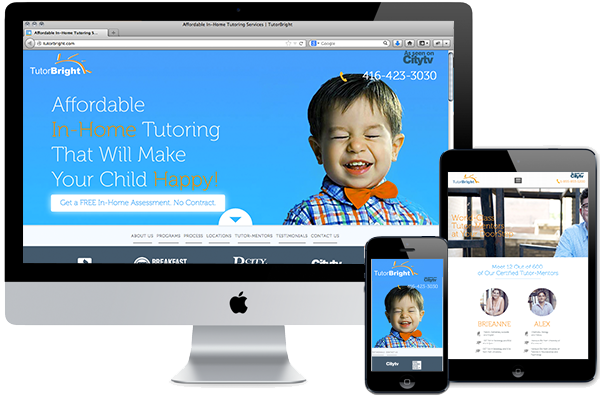 Affordable In-Home Tutoring Services | TutorBright
Affordable In-Home Tutoring S...
tutorbright.com
Google
TutorBright
As seen on
Citytv
416-423-3030
Affordable
In-Home Tutoring
That Will Make
Your Child Happy!
Get a FREE In-Home Assessment. No Contract.
ABOUT US PROGRAMS PROCESS LOCATIONS TUTOR-MENTORS TESTIMONIALS CONTACT US
BREAKFAST
CITY
TutorBright
Citytv
416-423-3030
Citytv
TutorBright
Citytv
Tutor-Mentors
Meet 12 Out of 600
of Our Certified Tutor-Mentors
BRIEANNE ALEX